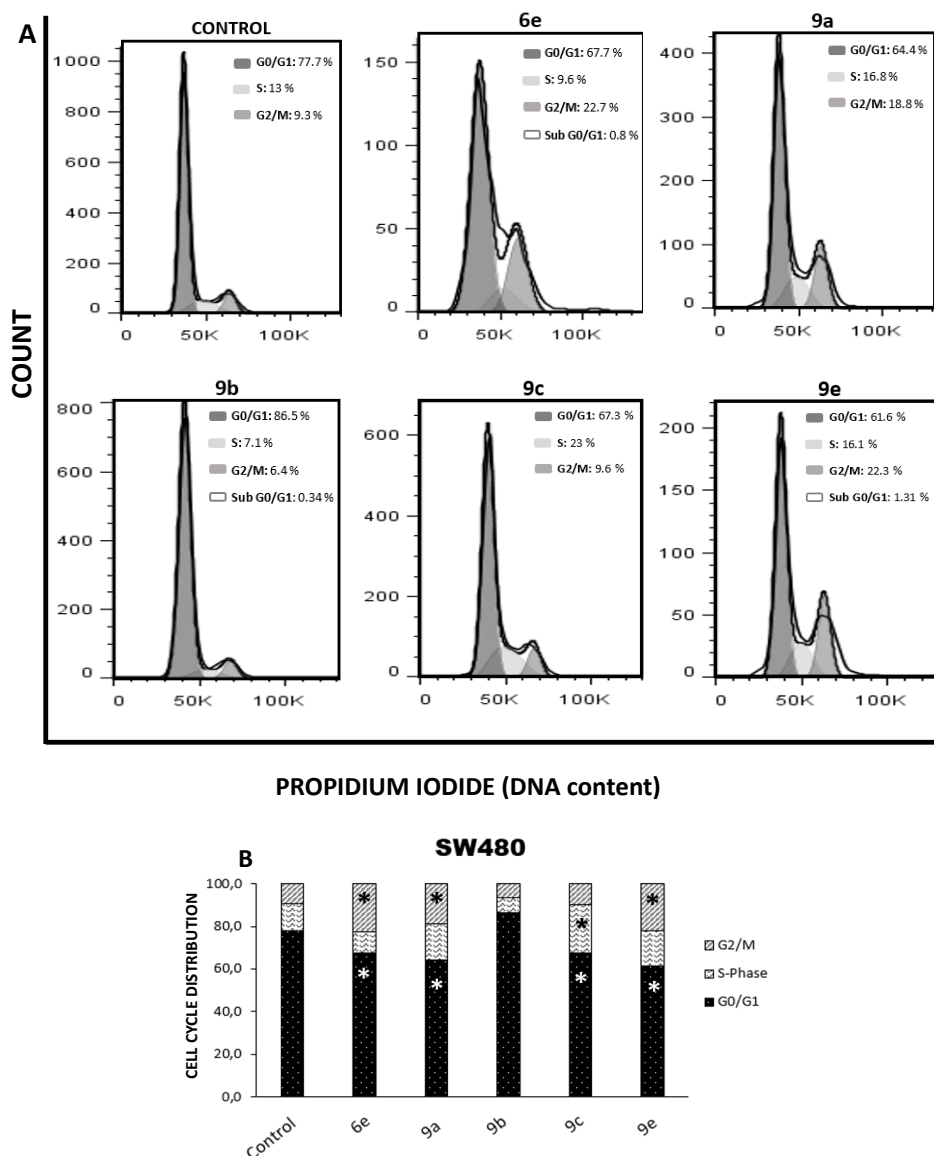 A
CONTROL
G0/G1: 77.7 %
S: 13 %
G2/M: 9.3 %
1000
800
600
400
200
0
0 50K 100K
6e
G0/G1: 67.7 %
S: 9.6 %
G2/M: 22.7 %
Sub G0/G1: 0.8 %
150
100
50
0
0 50K 100K
9a
G0/G1: 64.4 %
S: 16.8 %
G2/M: 18.8 %
400
300
200
100
0
0 50K 100K
COUNT
9b
G0/G1: 86.5 %
S: 7.1 %
G2/M: 6.4 %
Sub G0/G1: 0.34 %
800
600
400
200
0
0 50K 100K
9c
G0/G1: 67.3 %
S: 23 %
G2/M: 9.6 %
600
400
200
0
0 50K 100K
9e
G0/G1: 61.6 %
S: 16.1 %
G2/M: 22.3 %
Sub G0/G1: 1.31 %
200
150
100
50
0
0 50K 100K
PROPIDIUM IODIDE (DNA content)
B
SW480
CELL CYCLE DISTRIBUTION
100,0
80,0
60,0
40,0
20,0
0,0
* * * *
* * * *
G2/M
S-Phase
G0/G1
Control 6e 9a 9b 9c 9e